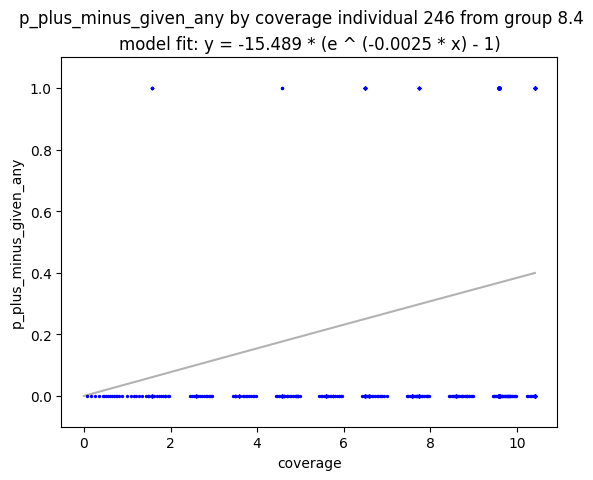 p_plus_minus_given_any by coverage individual 246 from group 8.4
model fit: y = -15.489 * (e ^ (-0.0025 * x) - 1)
1.0
0.8
0.6
0.4
0.2
0.0
p_plus_minus_given_any
0 2 4 6 8 10
coverage